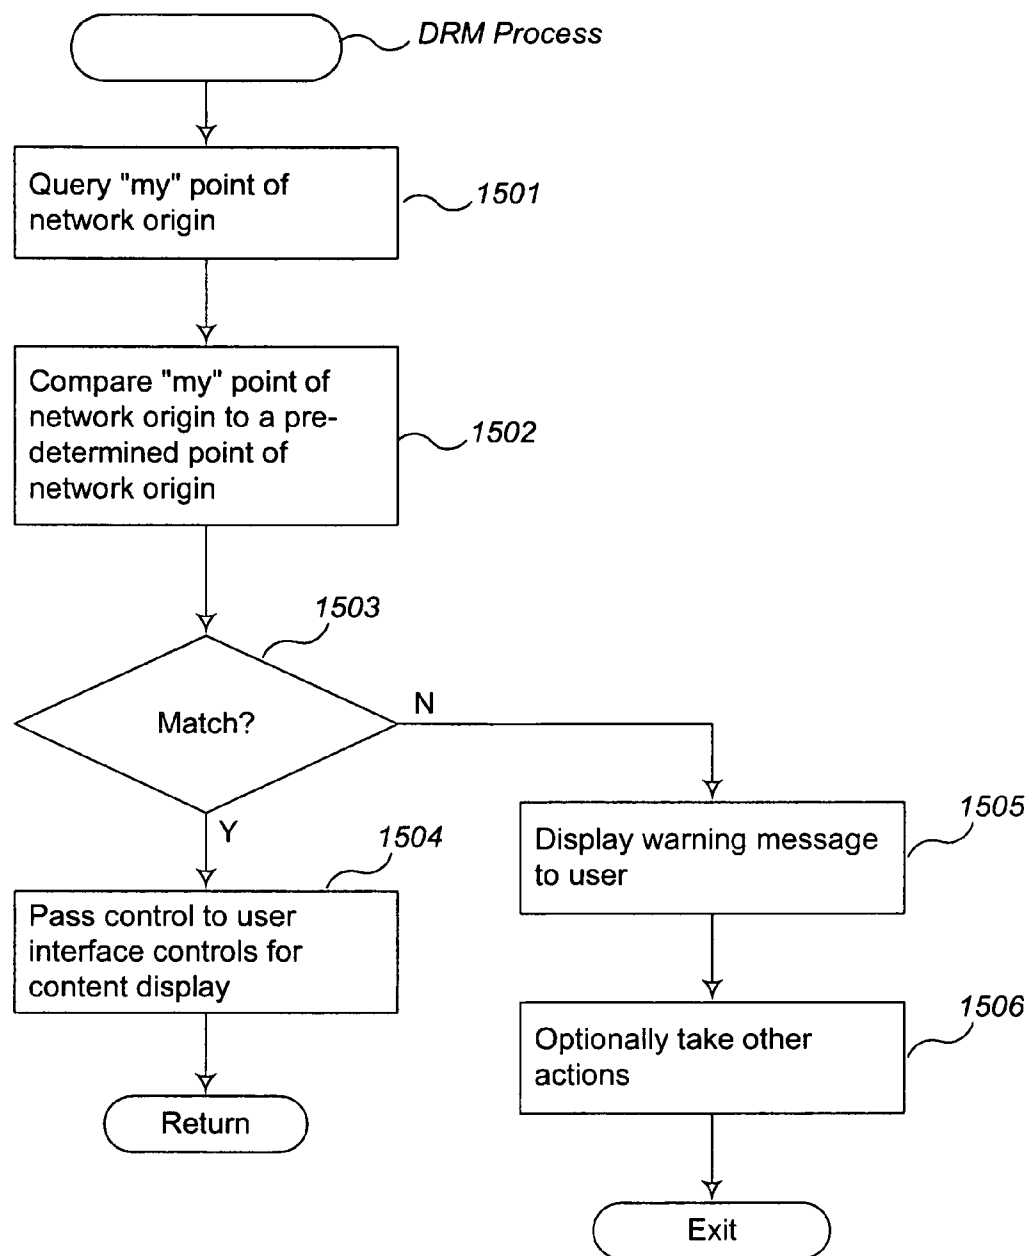 DRM Process
Query "my" point of
network origin
1501
Compare "my" point of
network origin to a pre-
determined point of
network origin
1502
1503
Match?
N
Y
1504
Pass control to user
interface controls for
content display
1505
Display warning message
to user
1506
Optionally take other
actions
Return
Exit